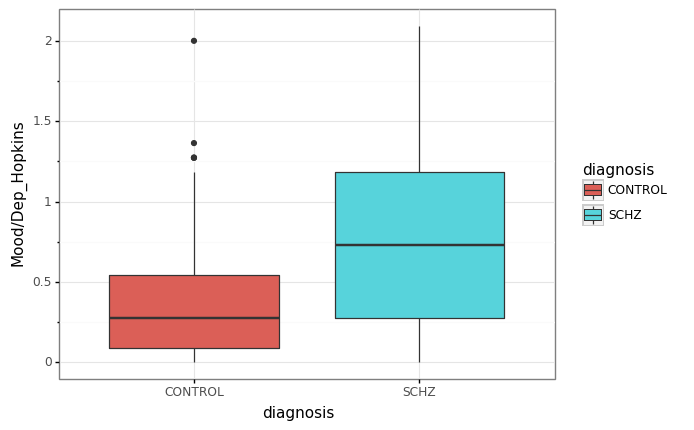 2
1.5
1
0.5
0
Mood/Dep_Hopkins
CONTROL SCHZ
diagnosis
diagnosis
CONTROL
SCHZ